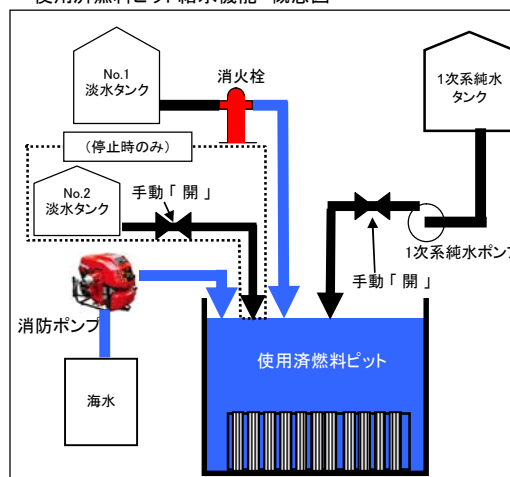 使用済燃料ピット給水機能 概念図
No.1
淡水タンク
消火栓
1次系純水
タンク
(停止時のみ)
No.2
淡水タンク
手動「開」
1次系純水ポンプ
手動「開」
消防ポンプ
使用済燃料ピット
海水